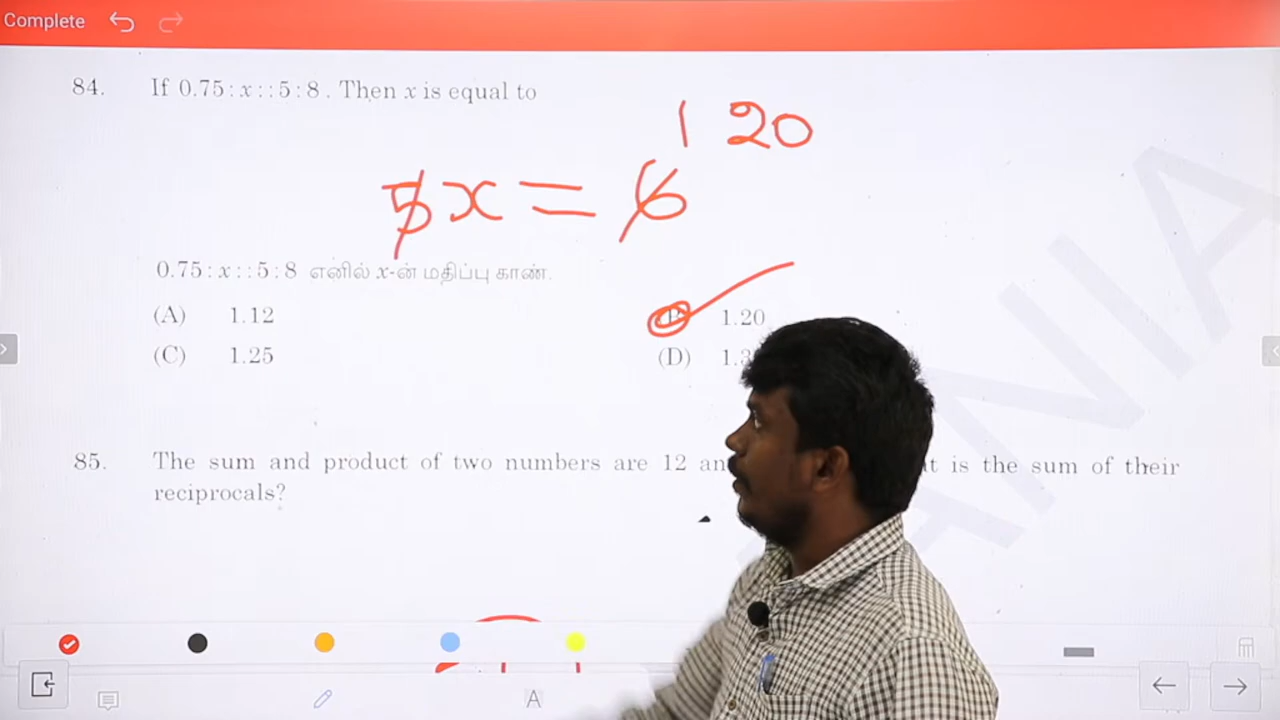 Complete
84. If 0.75 : x : : 5 : 8 . Then x is equal to
1 20
5x = 6
0.75 : x : : 5 : 8 எனில் x-ன் மதிப்பு காண்.
(A) 1.12
1.20
(C) 1.25
(D)
85. The sum and product of two numbers are 12 is the sum of their
reciprocals?
A